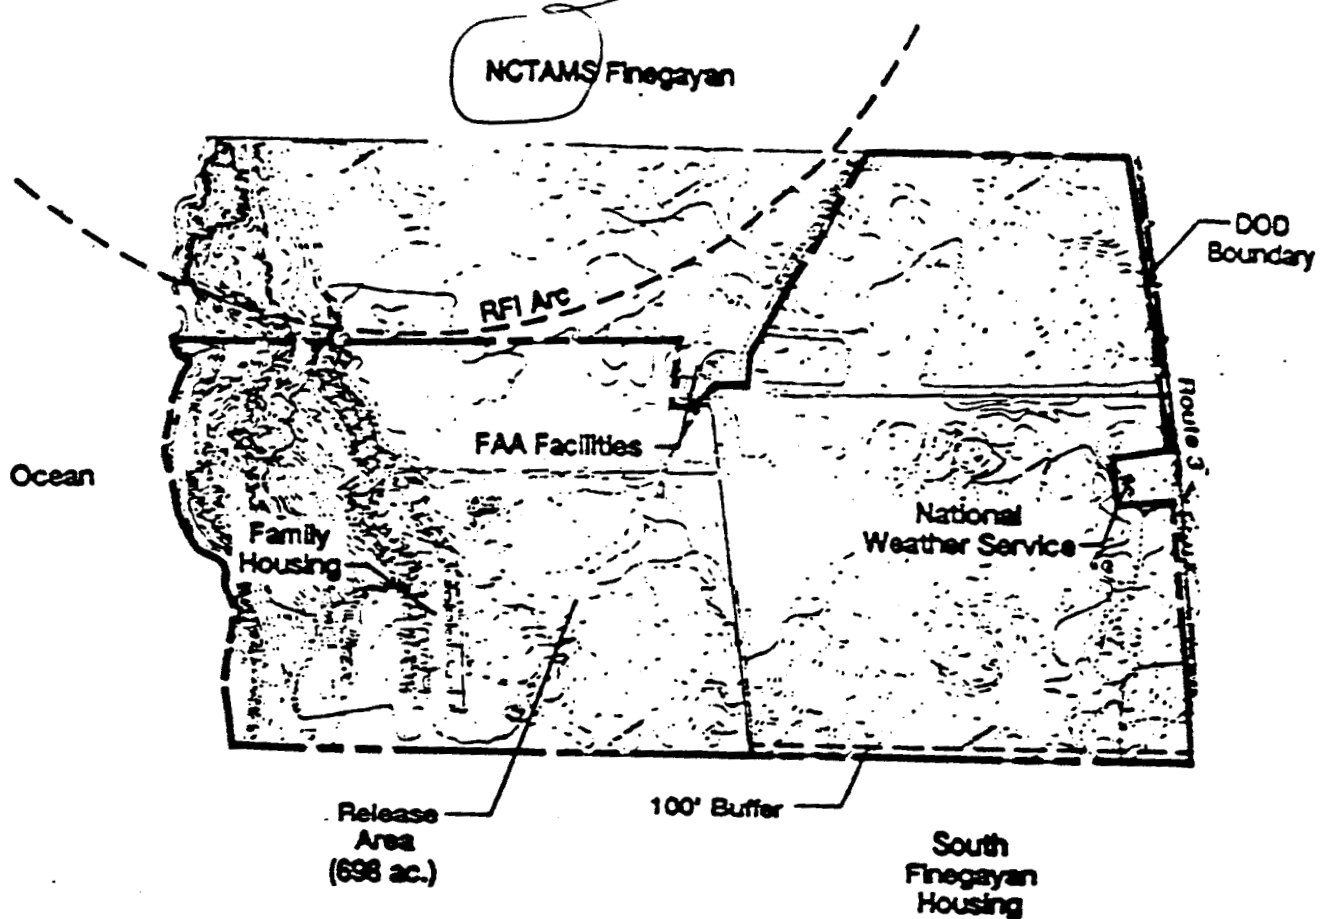 NCTAMS Finegayan
DOD
Boundary
RFI Arc
Route 3
FAA Facilities
Ocean
National
Weather Service
Family
Housing
Release
Area
(698 ac.)
100' Buffer
South
Finegayan
Housing